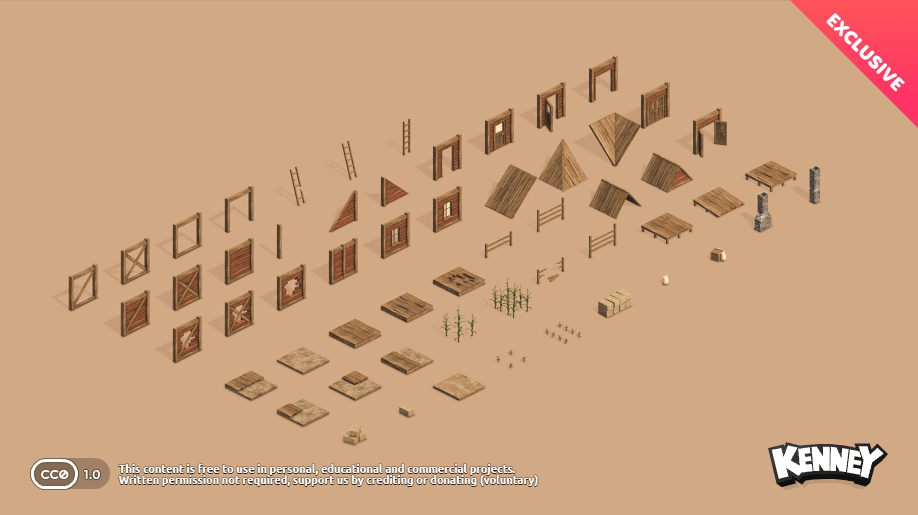 EXCLUSIVE
CC0 1.0
This content is free to use in personal, educational and commercial projects.
Written permission not required, support us by crediting or donating (voluntary)
KENNEY